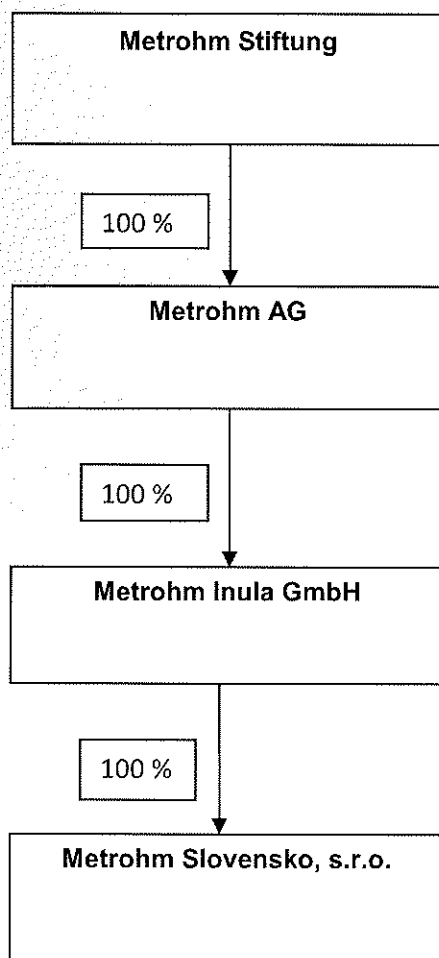 Metrohm Stiftung
100 %
Metrohm AG
100 %
Metrohm Inula GmbH
100 %
Metrohm Slovensko, s.r.o.